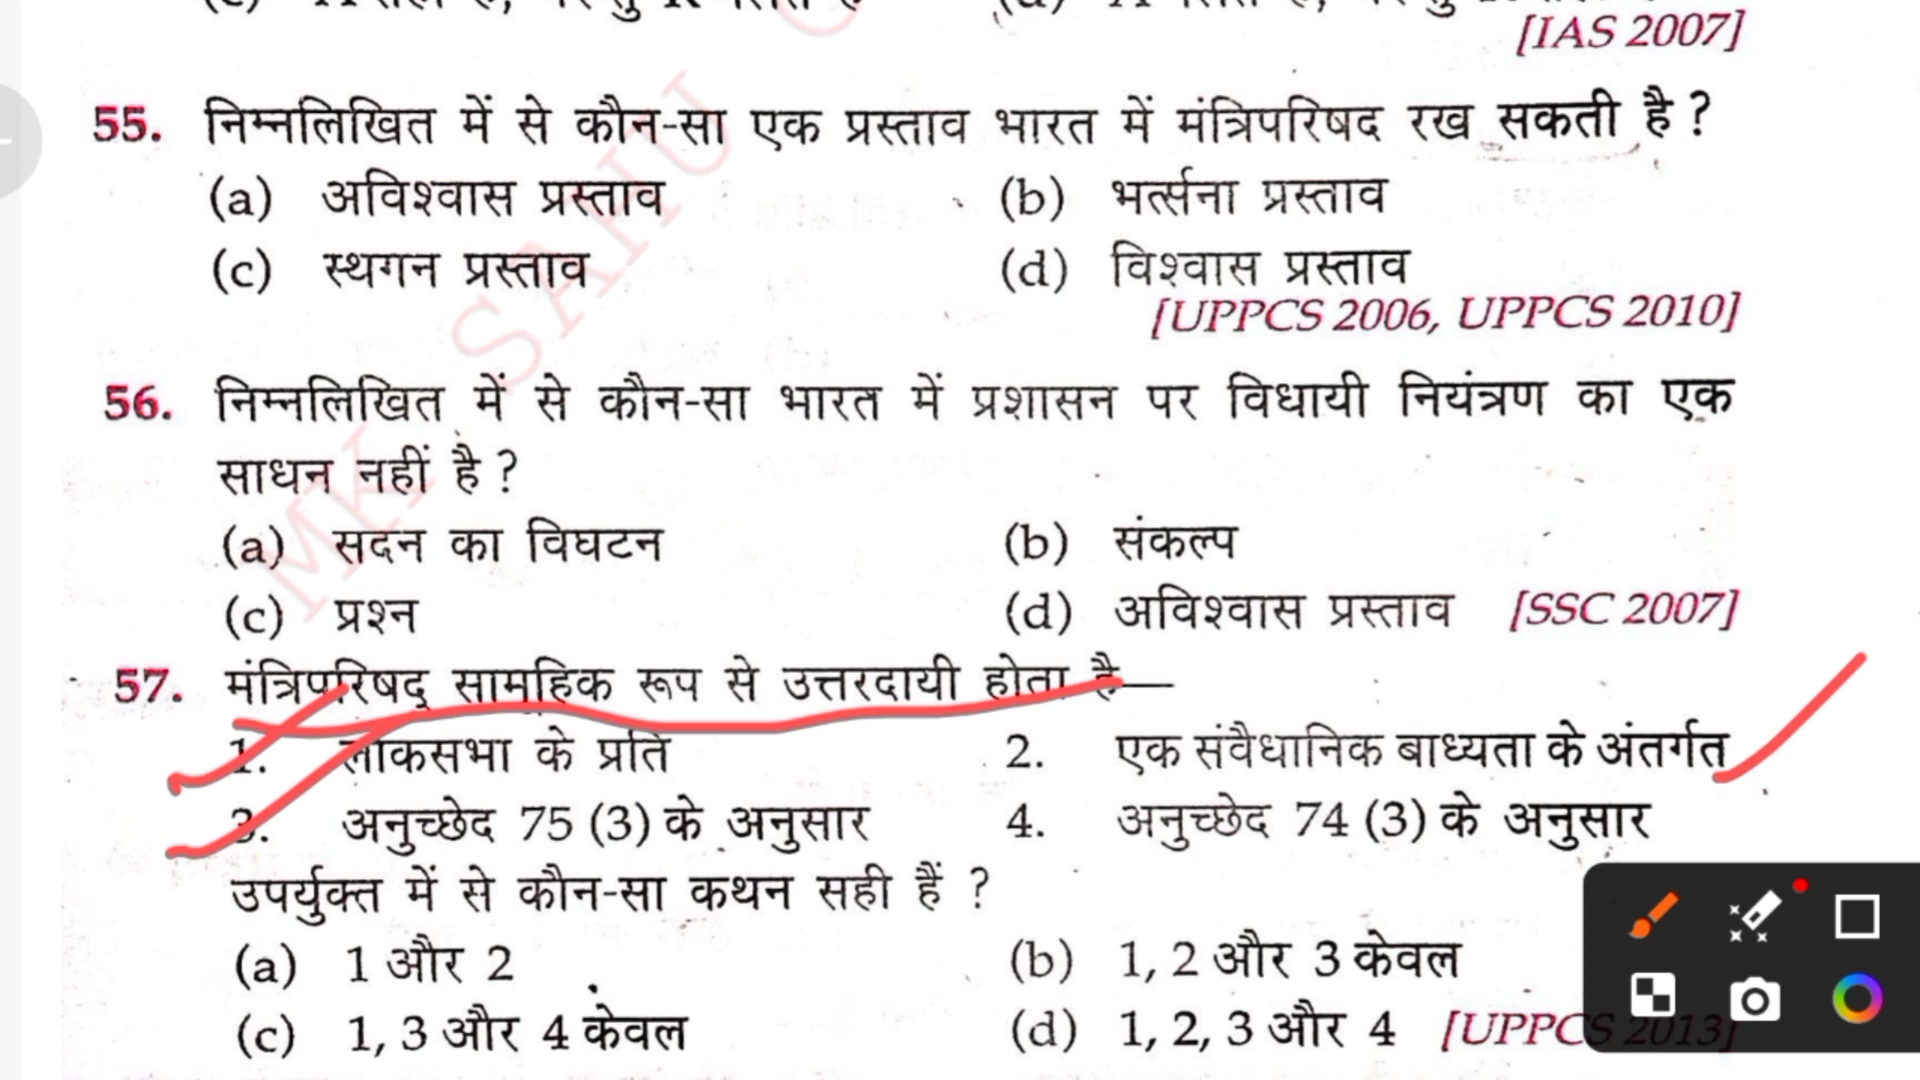 [IAS 2007]
55. निम्नलिखित में से कौन-सा एक प्रस्ताव भारत में मंत्रिपरिषद रख सकती है ?
(a) अविश्वास प्रस्ताव (b) भर्त्सना प्रस्ताव
(c) स्थगन प्रस्ताव (d) विश्वास प्रस्ताव
[UPPCS 2006, UPPCS 2010]
56. निम्नलिखित में से कौन-सा भारत में प्रशासन पर विधायी नियंत्रण का एक
साधन नहीं है ?
(a) सदन का विघटन (b) संकल्प
(c) प्रश्न (d) अविश्वास प्रस्ताव [SSC 2007]
57. मंत्रिपरिषद् सामूहिक रूप से उत्तरदायी होता है—
1. लोकसभा के प्रति 2. एक संवैधानिक बाध्यता के अंतर्गत
3. अनुच्छेद 75 (3) के अनुसार 4. अनुच्छेद 74 (3) के अनुसार
उपर्युक्त में से कौन-सा कथन सही हैं ?
(a) 1 और 2 (b) 1, 2 और 3 केवल
(c) 1, 3 और 4 केवल (d) 1, 2, 3 और 4 [UPPCS 2013]
MK SAHU